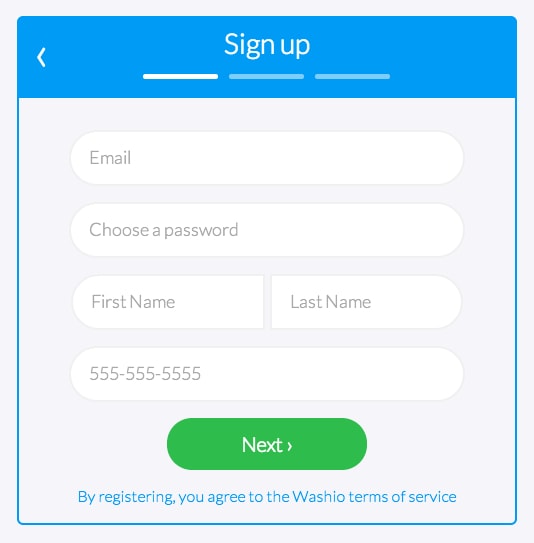 Sign up
Email
Choose a password
First Name Last Name
555-555-5555
Next ›
By registering, you agree to the Washio terms of service